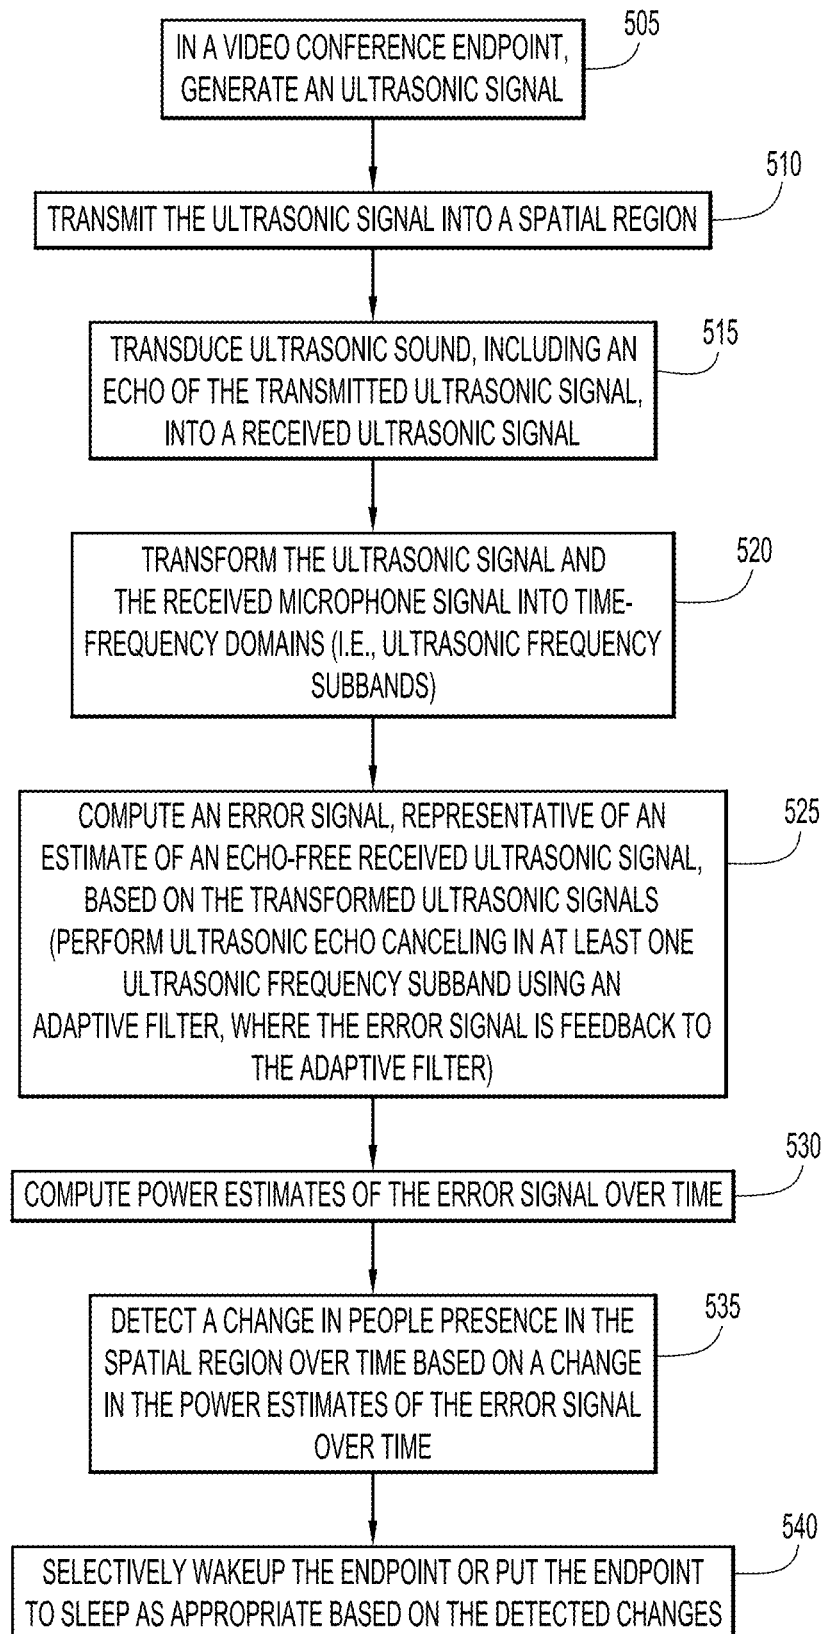 IN A VIDEO CONFERENCE ENDPOINT,
GENERATE AN ULTRASONIC SIGNAL
505
TRANSMIT THE ULTRASONIC SIGNAL INTO A SPATIAL REGION
510
TRANSDUCE ULTRASONIC SOUND, INCLUDING AN
ECHO OF THE TRANSMITTED ULTRASONIC SIGNAL,
INTO A RECEIVED ULTRASONIC SIGNAL
515
TRANSFORM THE ULTRASONIC SIGNAL AND
THE RECEIVED MICROPHONE SIGNAL INTO TIME-
FREQUENCY DOMAINS (I.E., ULTRASONIC FREQUENCY
SUBBANDS)
520
COMPUTE AN ERROR SIGNAL, REPRESENTATIVE OF AN
ESTIMATE OF AN ECHO-FREE RECEIVED ULTRASONIC SIGNAL,
BASED ON THE TRANSFORMED ULTRASONIC SIGNALS
(PERFORM ULTRASONIC ECHO CANCELING IN AT LEAST ONE
ULTRASONIC FREQUENCY SUBBAND USING AN
ADAPTIVE FILTER, WHERE THE ERROR SIGNAL IS FEEDBACK TO
THE ADAPTIVE FILTER)
525
COMPUTE POWER ESTIMATES OF THE ERROR SIGNAL OVER TIME
530
DETECT A CHANGE IN PEOPLE PRESENCE IN THE
SPATIAL REGION OVER TIME BASED ON A CHANGE
IN THE POWER ESTIMATES OF THE ERROR SIGNAL
OVER TIME
535
SELECTIVELY WAKEUP THE ENDPOINT OR PUT THE ENDPOINT
TO SLEEP AS APPROPRIATE BASED ON THE DETECTED CHANGES
540